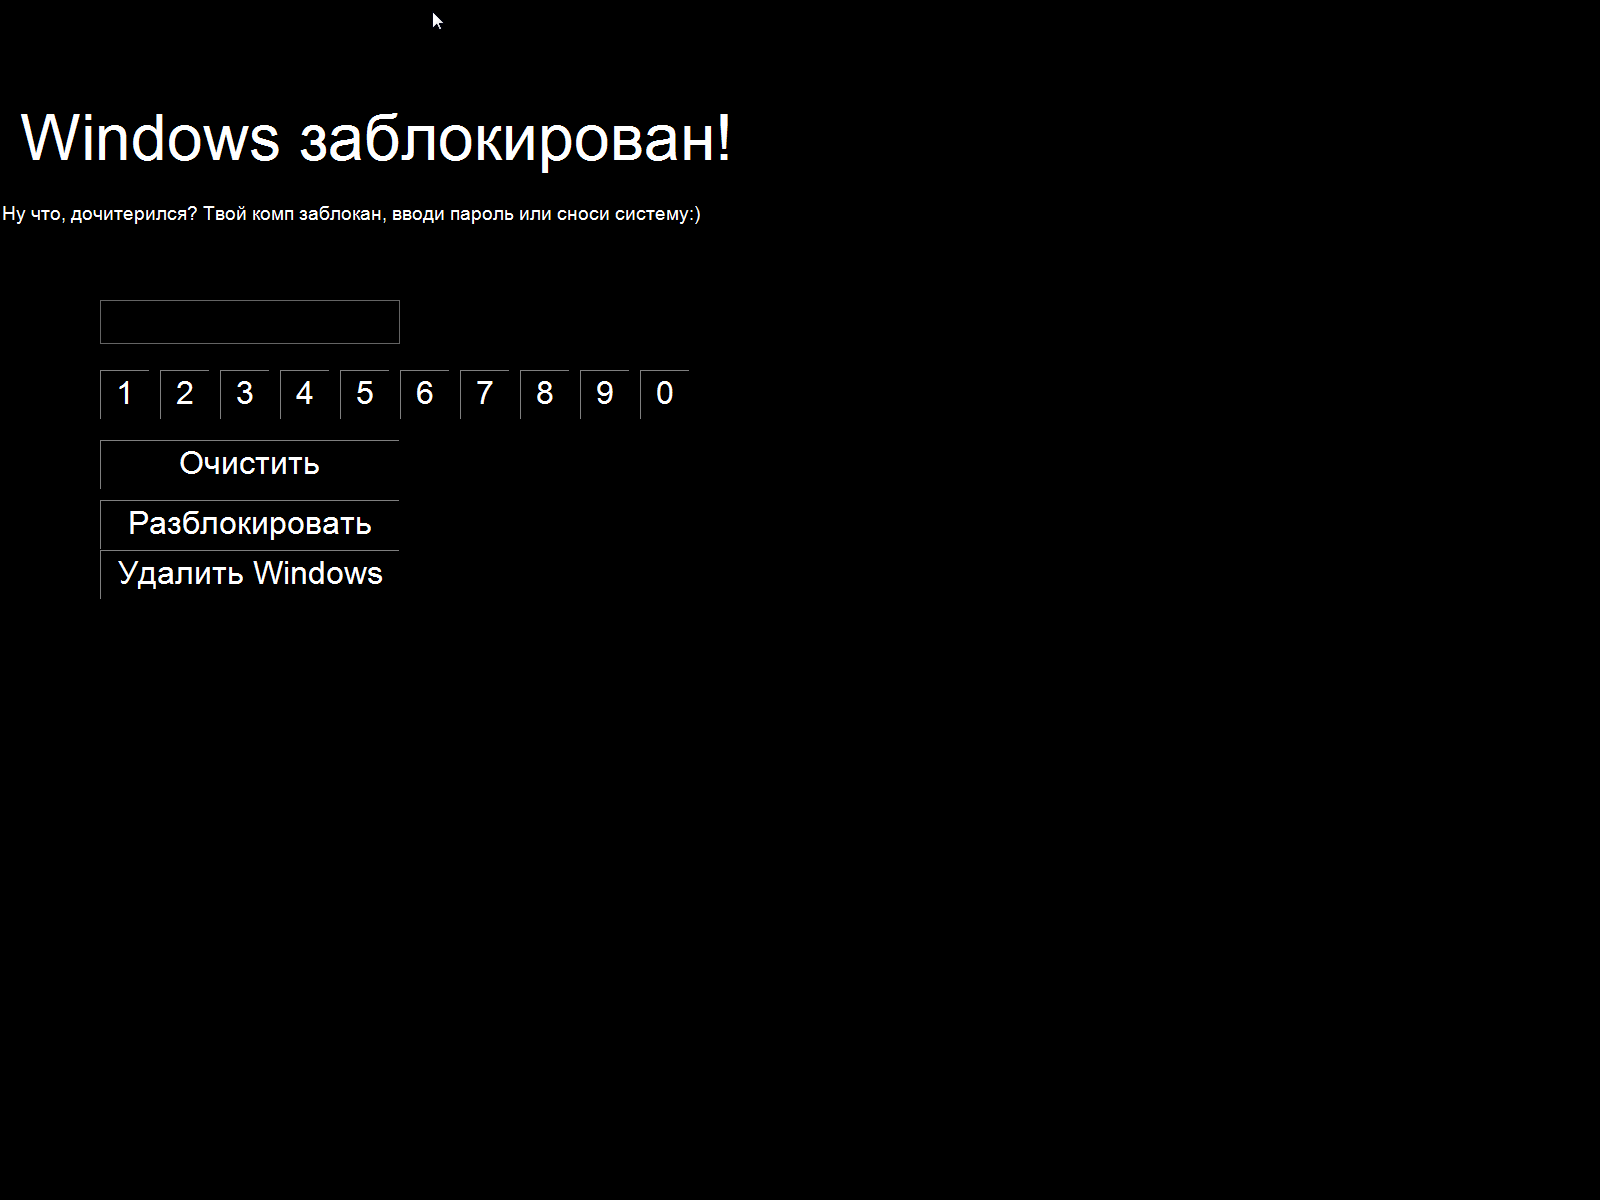 Windows заблокирован!
Ну что, дочитерился? Твой комп заблокан, вводи пароль или сноси систему:)
1 2 3 4 5 6 7 8 9 0
Очистить
Разблокировать
Удалить Windows